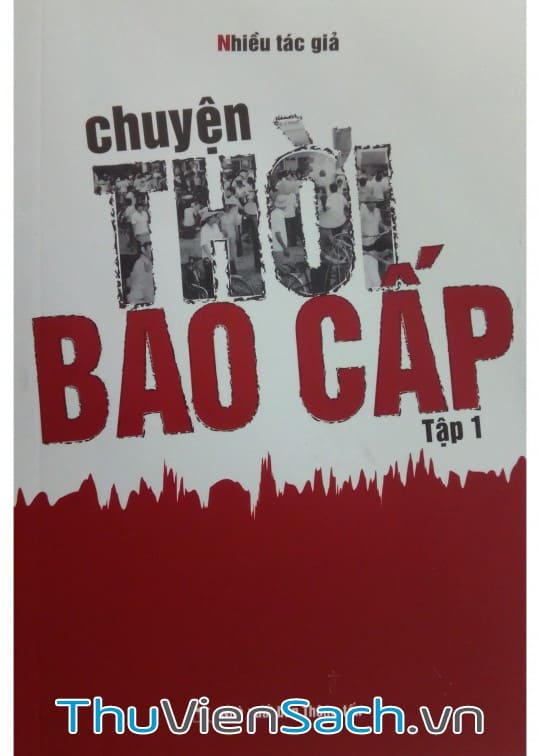 Nhiều tác giả
chuyện
THỜI
BAO CẤP
Tập 1
ThuVienSach.vn